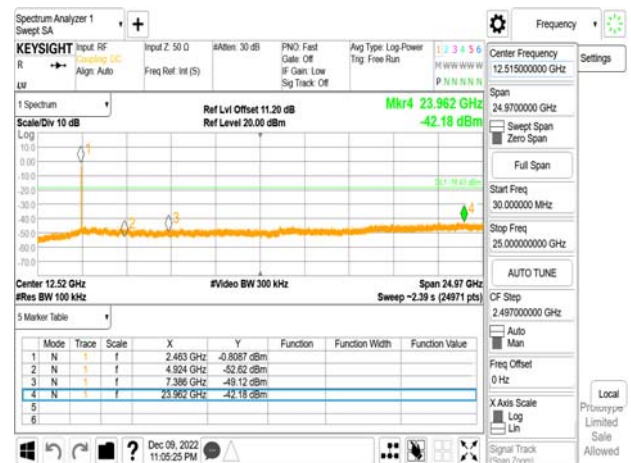 Spectrum Analyzer 1
Swept SA
Frequency
KEYSIGHT
R
LU
Input: RF
Coupling: DC
Align: Auto
Input Z: 50 Ω
Freq Ref: Int (S)
#Atten: 30 dB
PNO: Fast
Gate: Off
IF Gain: Low
Sig Track: Off
Avg Type: Log-Power
Trig: Free Run
1 2 3 4 5 6
M W W W W W
P N N N N N
1 Spectrum
Scale/Div 10 dB
Ref Lvl Offset 11.20 dB
Ref Level 20.00 dBm
Mkr4 23.962 GHz
-42.18 dBm
Log
10.0
0.00
-10.0
-20.0
-30.0
-40.0
-50.0
-60.0
-70.0
1
2
3
4
Center 12.52 GHz
#Res BW 100 kHz
#Video BW 300 kHz
Span 24.97 GHz
Sweep ~2.39 s (24971 pts)
5 Marker Table
Mode Trace Scale X Y Function Function Width Function Value
1 N 1 f 2.463 GHz -0.8087 dBm
2 N 1 f 4.924 GHz -52.62 dBm
3 N 1 f 7.386 GHz -49.12 dBm
4 N 1 f 23.962 GHz -42.18 dBm
5
6
Dec 09, 2022
11:05:25 PM
?
Center Frequency
12.515000000 GHz
Settings
Span
24.9700000 GHz
Swept Span
Zero Span
Full Span
Start Freq
30.000000 MHz
Stop Freq
25.000000000 GHz
AUTO TUNE
CF Step
2.497000000 GHz
Auto
Man
Freq Offset
0 Hz
X Axis Scale
Log
Lin
Signal Track
(Span Zoom)
Local
Prototype
Limited
Sale
Allowed